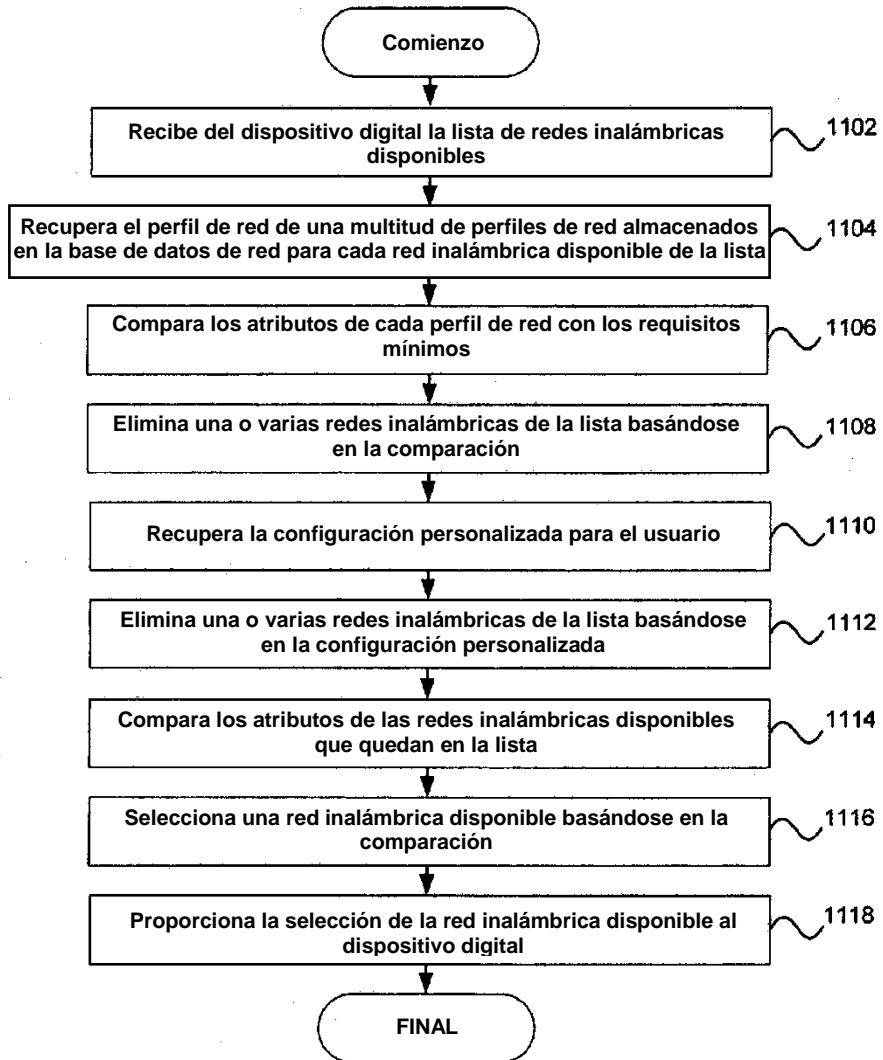 Comienzo
Recibe del dispositivo digital la lista de redes inalámbricas
disponibles
1102
Recupera el perfil de red de una multitud de perfiles de red almacenados
en la base de datos de red para cada red inalámbrica disponible de la lista
1104
Compara los atributos de cada perfil de red con los requisitos
mínimos
1106
Elimina una o varias redes inalámbricas de la lista basándose
en la comparación
1108
Recupera la configuración personalizada para el usuario
1110
Elimina una o varias redes inalámbricas de la lista basándose
en la configuración personalizada
1112
Compara los atributos de las redes inalámbricas disponibles
que quedan en la lista
1114
Selecciona una red inalámbrica disponible basándose en la
comparación
1116
Proporciona la selección de la red inalámbrica disponible al
dispositivo digital
1118
FINAL